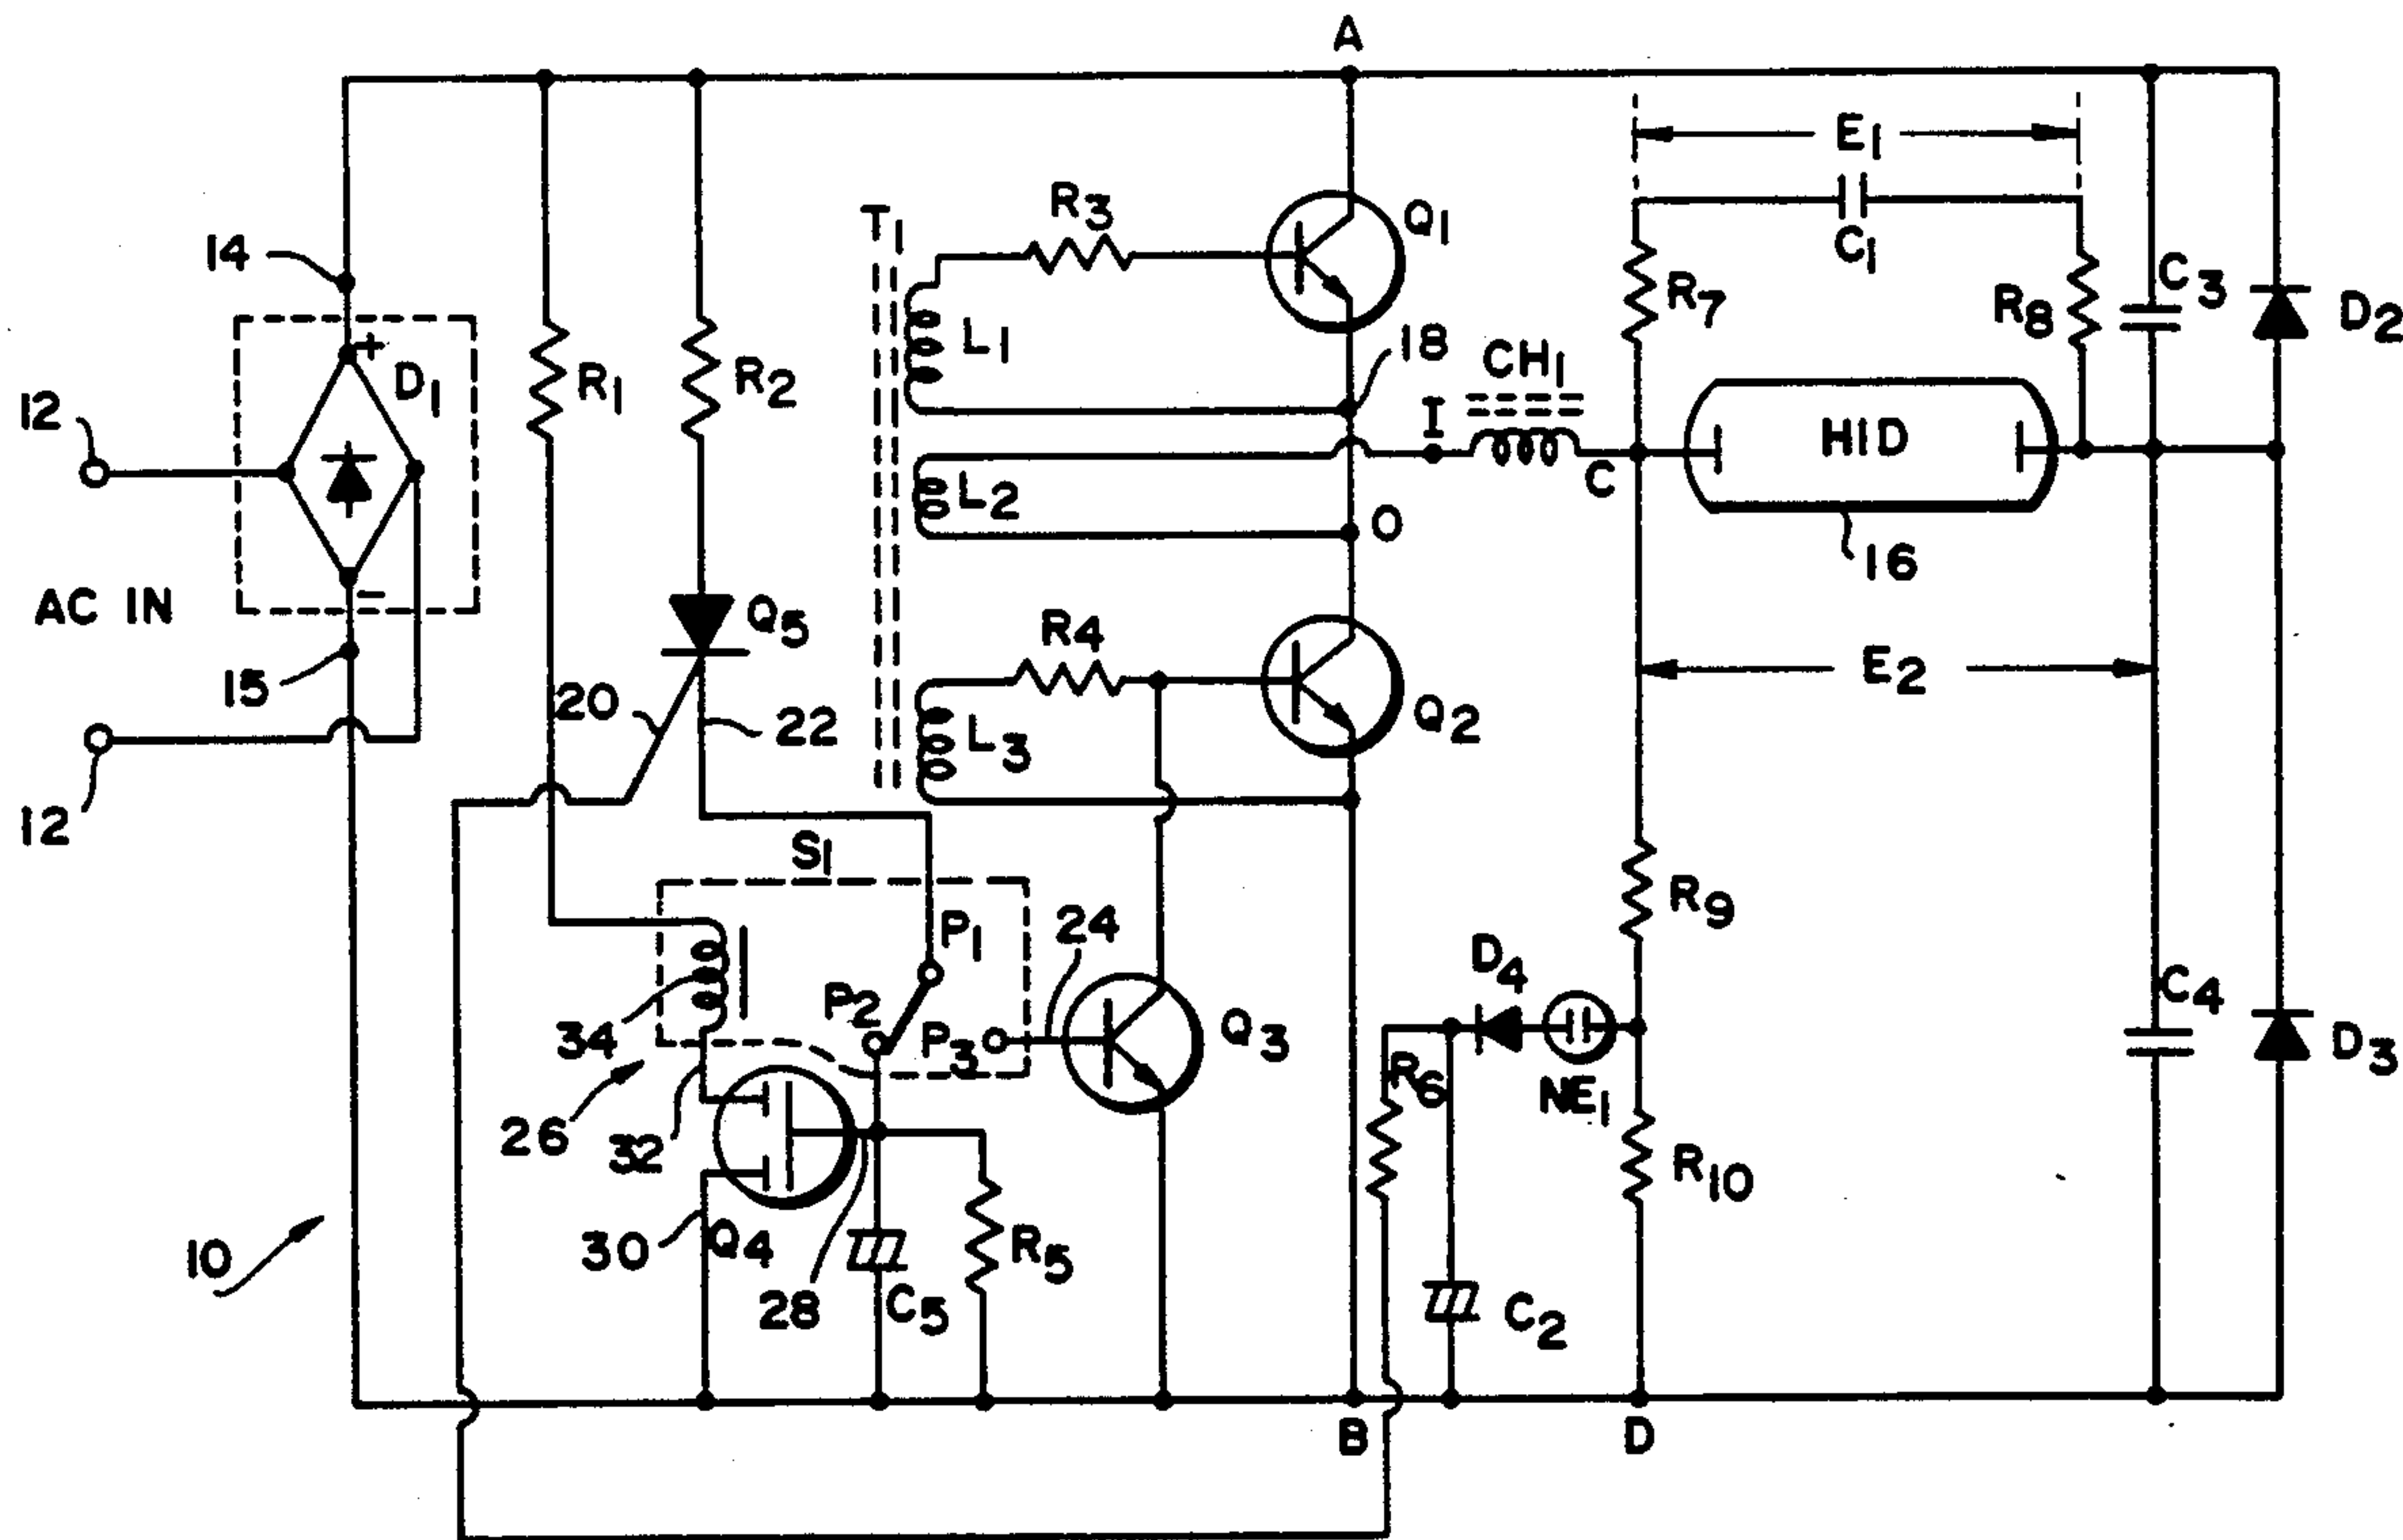 A
E1
Q1
R3
T1
C1
14
C3
R7
R8
D2
L1
+
D1
R1
R2
18
CH1
I
12
HID
C
L2
O
16
AC IN
−
Q5
R4
E2
15
20
22
Q2
L3
12
S1
R9
P1
24
D4
P2
P3
Q3
C4
34
D3
R6
NE1
26
32
R10
30
Q4
R5
10
28
C5
C2
B
D